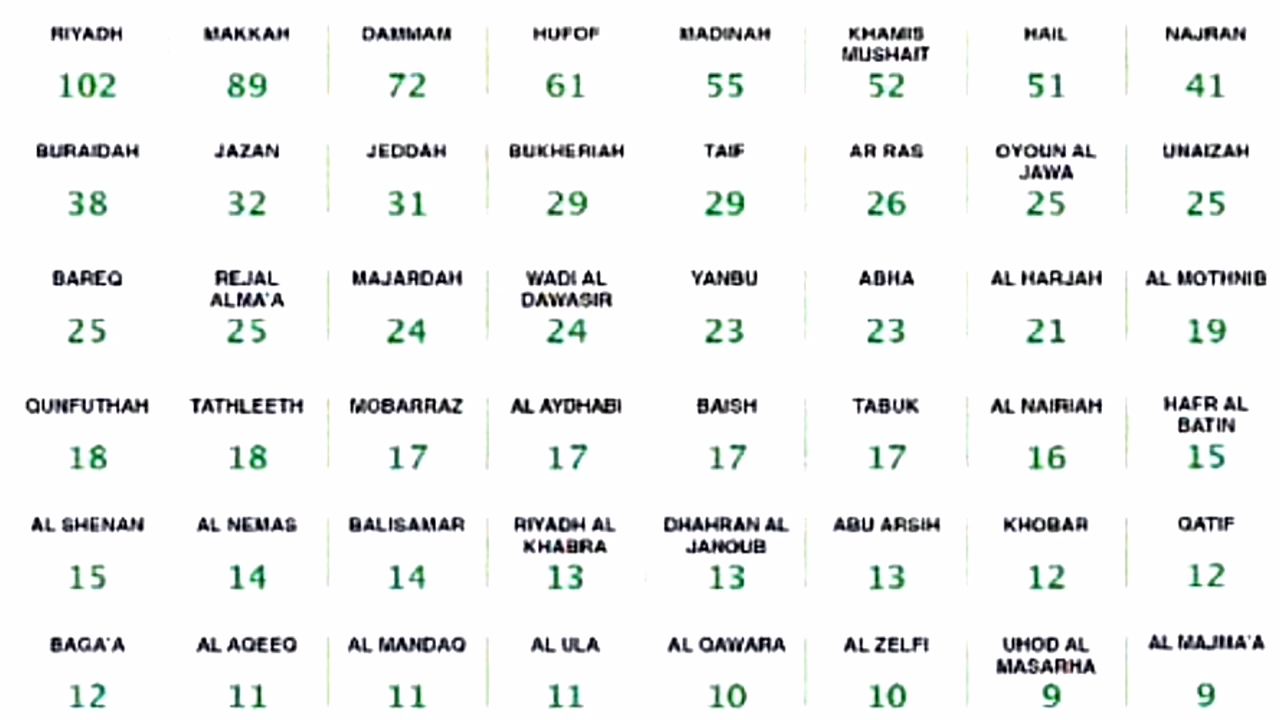 RIYADH MAKKAH DAMMAM HUFOF MADINAH KHAMIS MUSHAIT HAIL NAJRAN
102 89 72 61 55 52 51 41
BURAIDAH JAZAN JEDDAH BUKHERIAH TAIF AR RAS OYOUN AL JAWA UNAIZAH
38 32 31 29 29 26 25 25
BAREQ REJAL ALMA'A MAJARDAH WADI AL DAWASIR YANBU ABHA AL HARJAH AL MOTHNIB
25 25 24 24 23 23 21 19
QUNFUTHAH TATHLEETH MOBARRAZ AL AYDHABI BAISH TABUK AL NAIRIAH HAFR AL BATIN
18 18 17 17 17 17 16 15
AL SHENAN AL NEMAS BALISAMAR RIYADH AL KHABRA DHAHRAN AL JANOUB ABU ARSIH KHOBAR QATIF
15 14 14 13 13 13 12 12
BAGA'A AL AQEEQ AL MANDAQ AL ULA AL QAWARA AL ZELFI UHOD AL MASARHA AL MAJMA'A
12 11 11 11 10 10 9 9